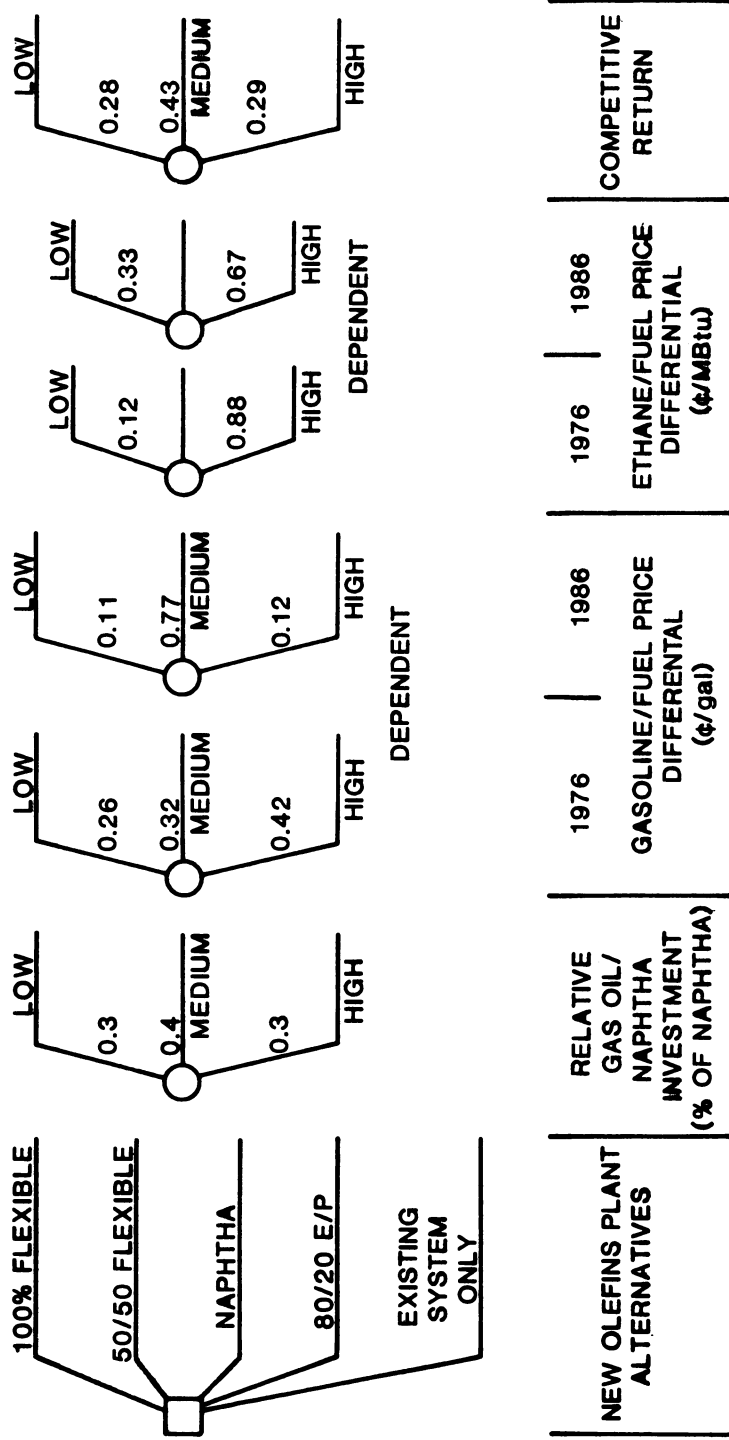 100% FLEXIBLE
50/50 FLEXIBLE
NAPHTHA
80/20 E/P
EXISTING
SYSTEM
ONLY
NEW OLEFINS PLANT
ALTERNATIVES
LOW
0.3
0.4
MEDIUM
0.3
HIGH
RELATIVE
GAS OIL/
NAPHTHA
INVESTMENT
(% OF NAPHTHA)
LOW
0.26
0.32
MEDIUM
0.42
HIGH
LOW
0.11
0.77
MEDIUM
0.12
HIGH
DEPENDENT
1976 1986
GASOLINE/FUEL PRICE
DIFFERENTAL
(¢/gal)
LOW
0.12
0.88
HIGH
LOW
0.33
0.67
HIGH
DEPENDENT
1976 1986
ETHANE/FUEL PRICE
DIFFERENTIAL
(¢/MBtu)
LOW
0.28
0.43
MEDIUM
0.29
HIGH
COMPETITIVE
RETURN